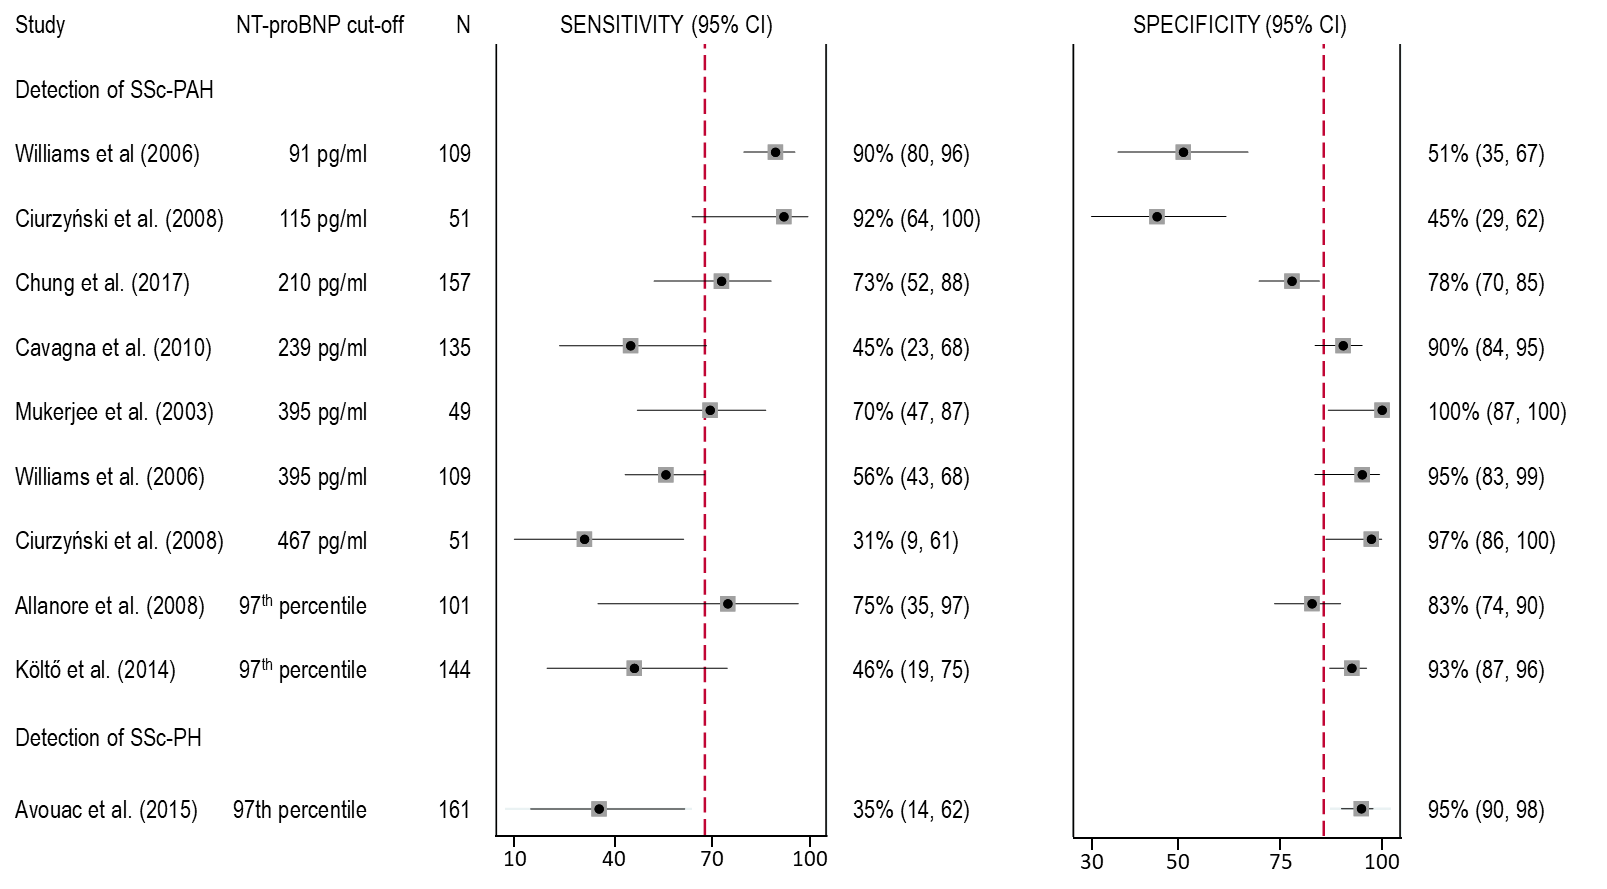 Study NT-proBNP cut-off N SENSITIVITY (95% CI) SPECIFICITY (95% CI)
Detection of SSc-PAH
Williams et al (2006) 91 pg/ml 109 90% (80, 96) 51% (35, 67)
Ciurzyński et al. (2008) 115 pg/ml 51 92% (64, 100) 45% (29, 62)
Chung et al. (2017) 210 pg/ml 157 73% (52, 88) 78% (70, 85)
Cavagna et al. (2010) 239 pg/ml 135 45% (23, 68) 90% (84, 95)
Mukerjee et al. (2003) 395 pg/ml 49 70% (47, 87) 100% (87, 100)
Williams et al. (2006) 395 pg/ml 109 56% (43, 68) 95% (83, 99)
Ciurzyński et al. (2008) 467 pg/ml 51 31% (9, 61) 97% (86, 100)
Allanore et al. (2008) 97th percentile 101 75% (35, 97) 83% (74, 90)
Költő et al. (2014) 97th percentile 144 46% (19, 75) 93% (87, 96)
Detection of SSc-PH
Avouac et al. (2015) 97th percentile 161 35% (14, 62) 95% (90, 98)
10 40 70 100 30 50 75 100